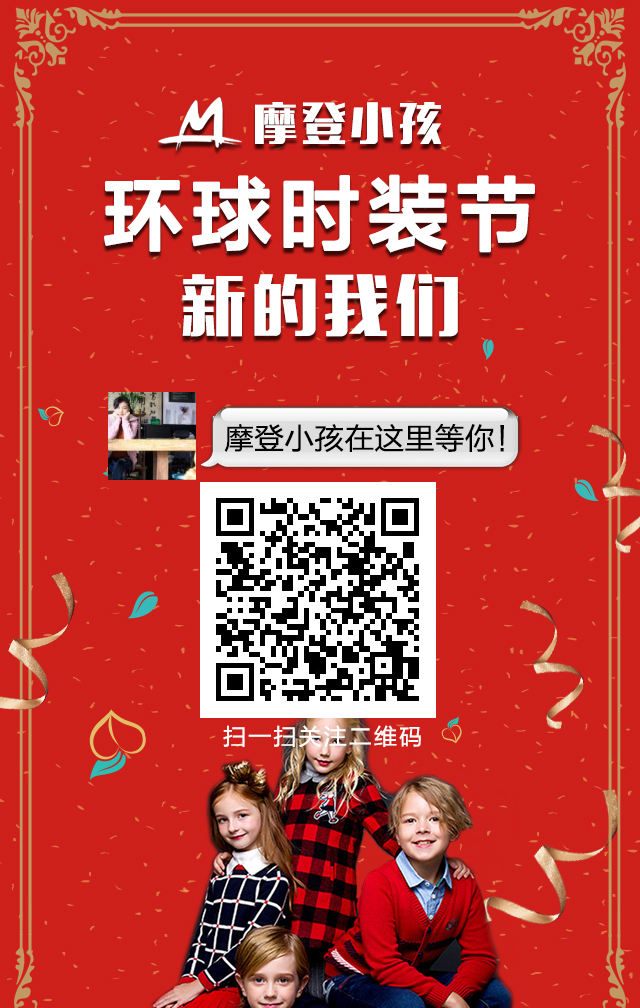 摩登小孩
环球时装节
新的我们
摩登小孩在这里等你!
扫一扫关注二维码